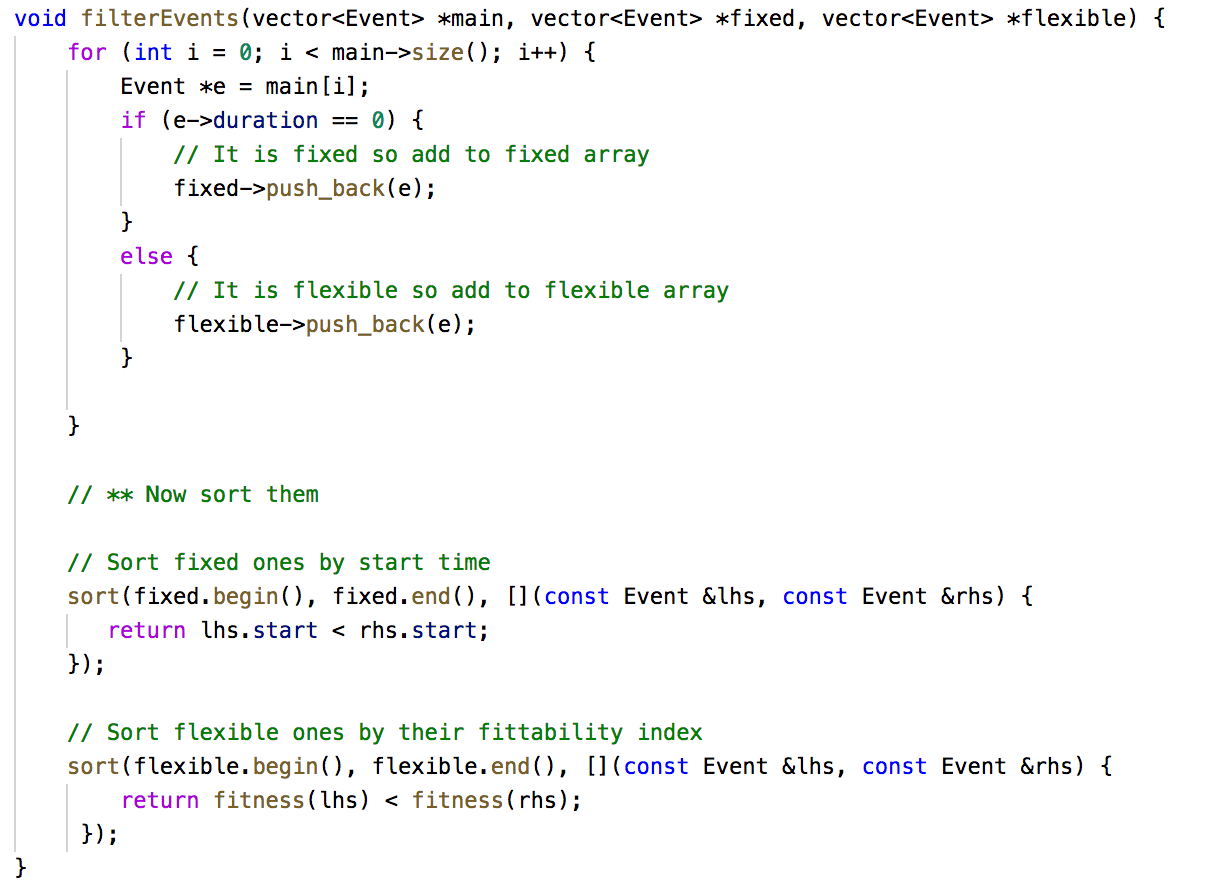 void filterEvents(vector<Event> *main, vector<Event> *fixed, vector<Event> *flexible) {
    for (int i = 0; i < main->size(); i++) {
        Event *e = main[i];
        if (e->duration == 0) {
            // It is fixed so add to fixed array
            fixed->push_back(e);
        }
        else {
            // It is flexible so add to flexible array
            flexible->push_back(e);
        }

    }

    // ** Now sort them

    // Sort fixed ones by start time
    sort(fixed.begin(), fixed.end(), [](const Event &lhs, const Event &rhs) {
       return lhs.start < rhs.start;
    });

    // Sort flexible ones by their fittability index
    sort(flexible.begin(), flexible.end(), [](const Event &lhs, const Event &rhs) {
        return fitness(lhs) < fitness(rhs);
     });
}